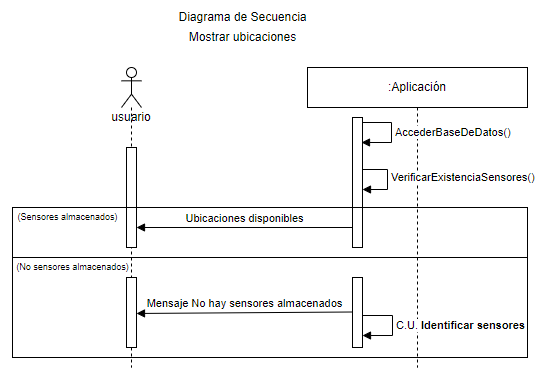 Diagrama de Secuencia
Mostrar ubicaciones
:Aplicación
usuario
AccederBaseDeDatos()
VerificarExistenciaSensores()
(Sensores almacenados)
Ubicaciones disponibles
(No sensores almacenados)
Mensaje No hay sensores almacenados
C.U. Identificar sensores